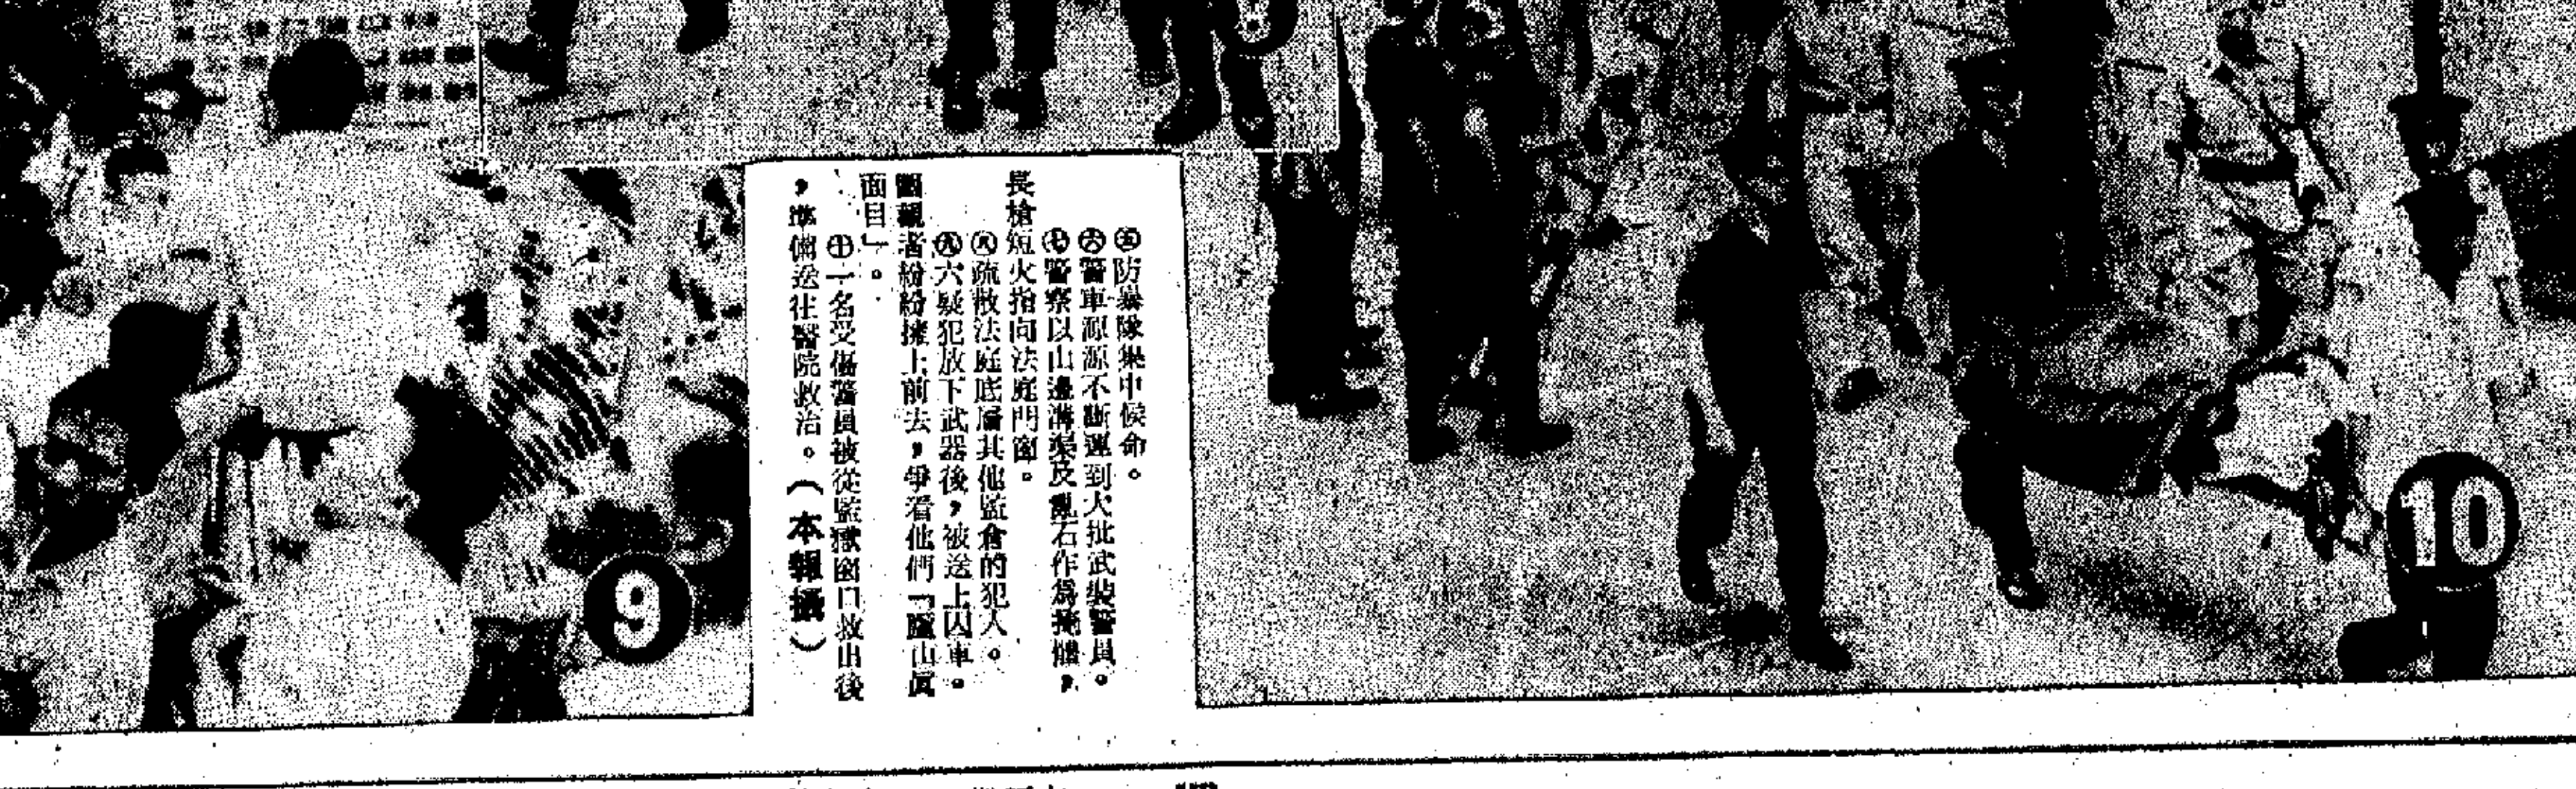 ㊄防暴隊集中候命。
㊅警車源源不斷運到大批武裝警員。
㊆警察以山邊溝渠及亂石作爲掩體,
長槍短火指向法庭門窗。
㊇疏散法庭底層其他監倉的犯人。
㊈六疑犯放下武器後,被送上囚車。
圍觀者紛紛擁上前去,爭看他們「廬山眞
面目」。
㊉一名受傷警員被從監獄窗口救出後
,準備送往醫院救治。(本報攝)
9
10